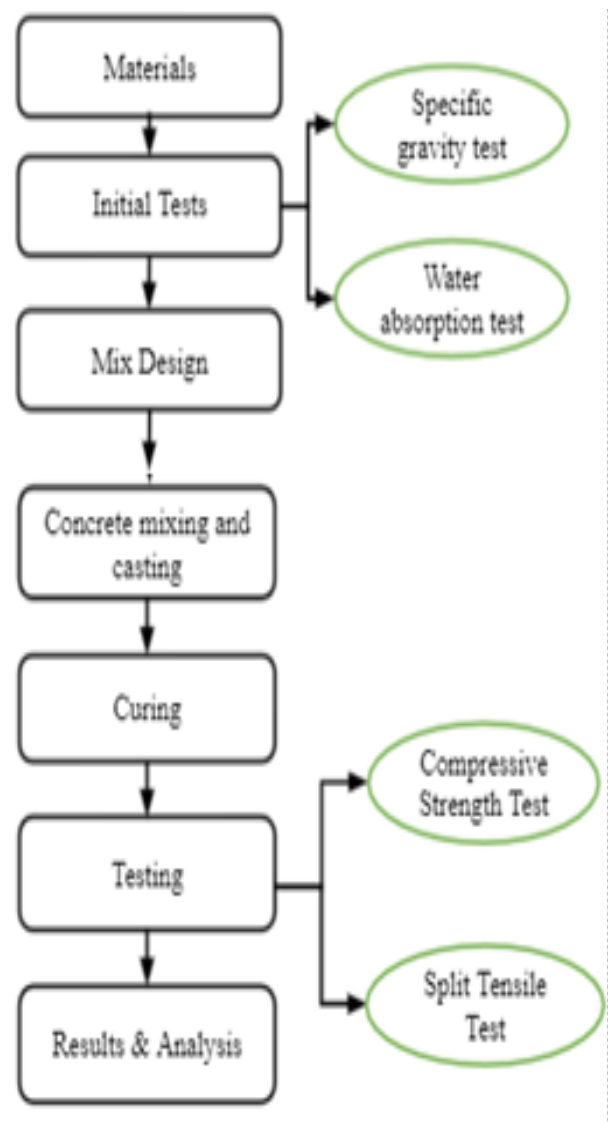 Materials
Specific
gravity test
Initial Tests
Water
absorption test
Mix Design
Concrete mixing and
casting
Curing
Compressive
Strength Test
Testing
Split Tensile
Test
Results & Analysis